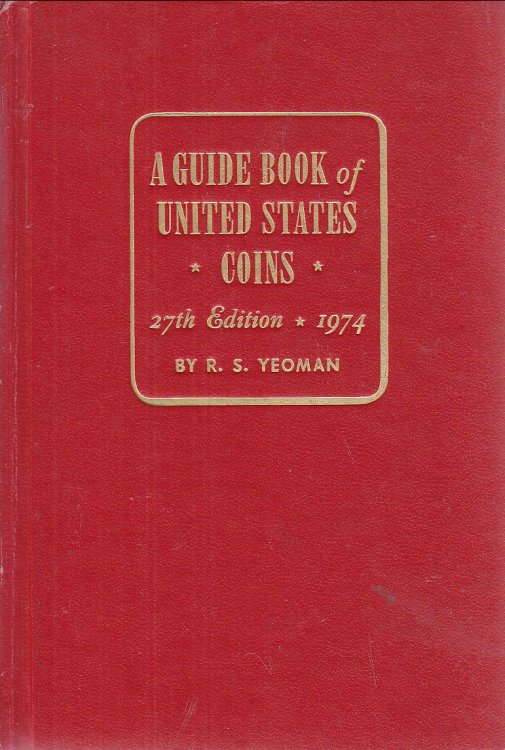 A GUIDE BOOK of
UNITED STATES
★ COINS ★
27th Edition ★ 1974
BY R. S. YEOMAN